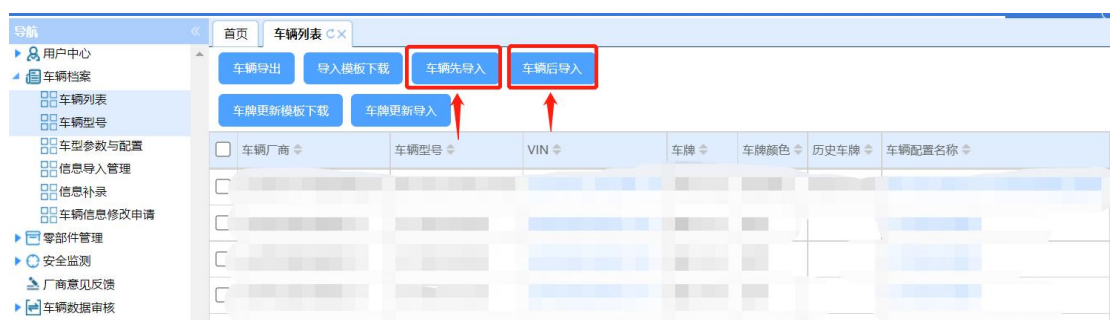 导航
用户中心
车辆档案
车辆列表
车辆型号
车型参数与配置
信息导入管理
信息补录
车辆信息修改申请
零部件管理
安全监测
厂商意见反馈
车辆数据审核
首页 车辆列表
车辆导出 导入模板下载 车辆先导入 车辆后导入
车牌更新模板下载 车牌更新导入
车辆厂商 车辆型号 VIN 车牌 车牌颜色 历史车牌 车辆配置名称